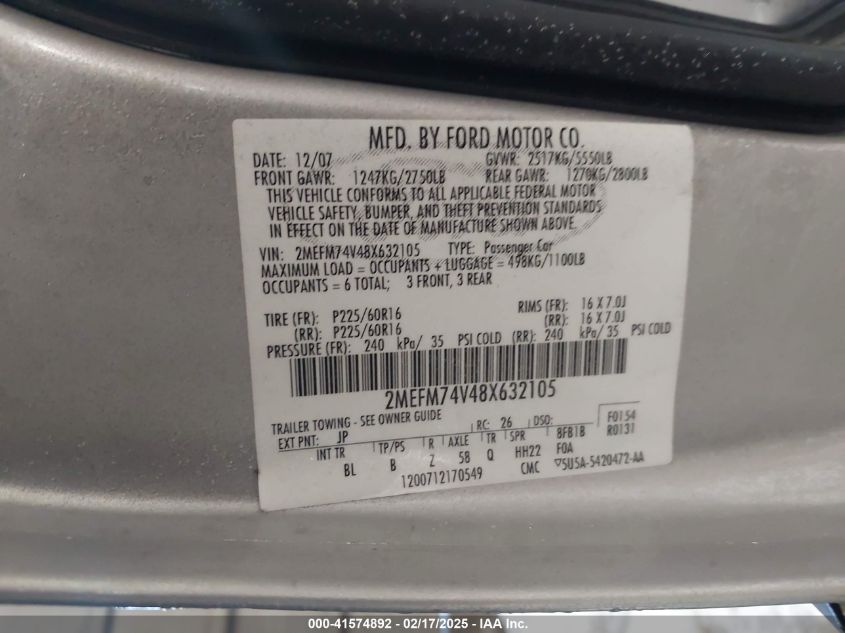 MFD. BY FORD MOTOR CO.
DATE: 12/07 GVWR: 2517KG/5550LB
FRONT GAWR: 1247KG/2750LB REAR GAWR: 1270KG/2800LB
THIS VEHICLE CONFORMS TO ALL APPLICABLE FEDERAL MOTOR
VEHICLE SAFETY, BUMPER, AND THEFT PREVENTION STANDARDS
IN EFFECT ON THE DATE OF MANUFACTURE SHOWN ABOVE.
VIN: 2MEFM74V48X632105 TYPE: Passenger Car
MAXIMUM LOAD = OCCUPANTS + LUGGAGE = 498KG/1100LB
OCCUPANTS = 6 TOTAL; 3 FRONT, 3 REAR
TIRE (FR): P225/60R16 RIMS (FR): 16 X 7.0J
(RR): P225/60R16 (RR): 16 X 7.0J
PRESSURE (FR): 240 kPa/ 35 PSI COLD (RR): 240 kPa/ 35 PSI COLD
2MEFM74V48X632105
TRAILER TOWING - SEE OWNER GUIDE RC: 26 DSO: F0154
EXT PNT: JP R0131
INT TR TP/PS R AXLE TR SPR 8FB1B
BL B Z 58 Q HH22 FOA
1200712170549 CMC ▽5U5A-5420472-AA
000-41574892 - 02/17/2025 - IAA Inc.